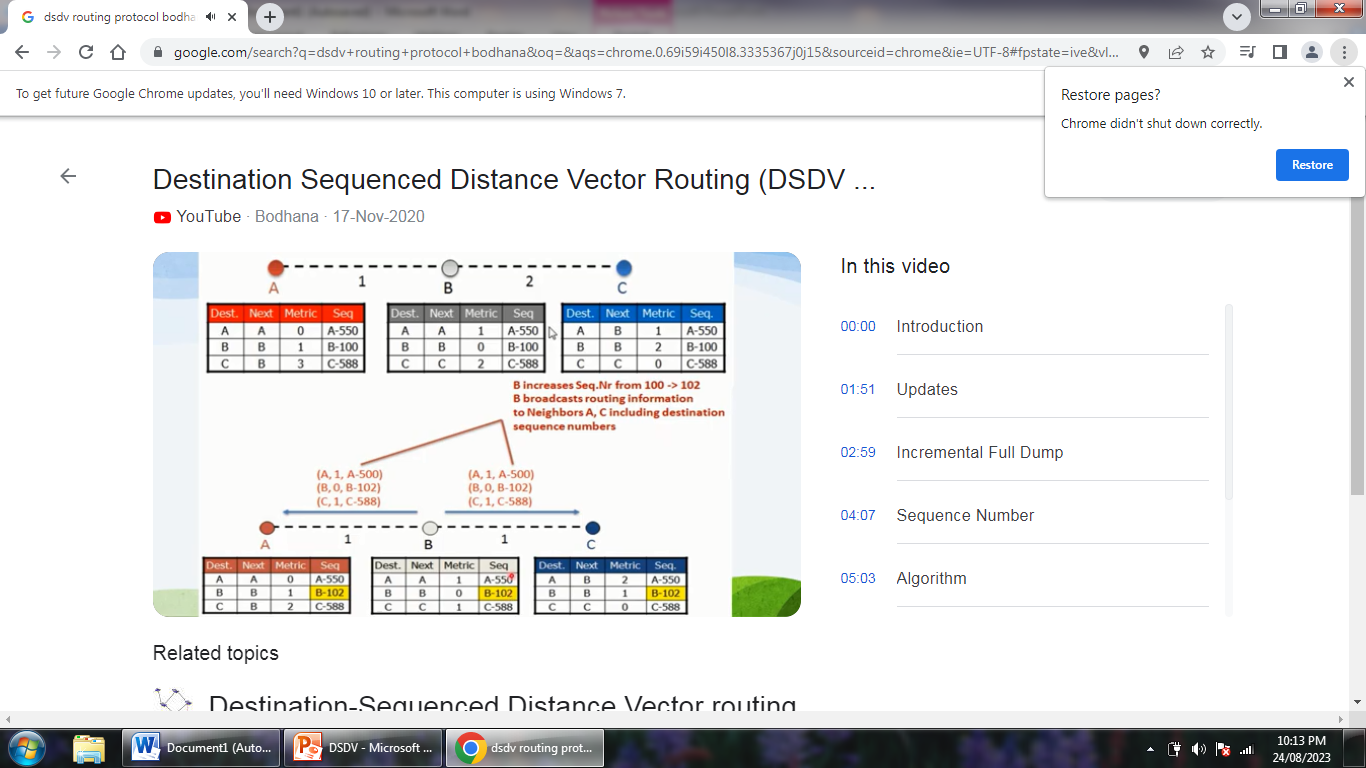 dsdv routing protocol bodhana
google.com/search?q=dsdv+routing+protocol+bodhana&oq=&aqs=chrome.0.69i59i450l8.3335367j0j15&sourceid=chrome&ie=UTF-8#fpstate=ive&vl...
To get future Google Chrome updates, you'll need Windows 10 or later. This computer is using Windows 7.
Restore pages?
Chrome didn't shut down correctly.
Restore
Destination Sequenced Distance Vector Routing (DSDV ...
YouTube · Bodhana · 17-Nov-2020
A 1 B 2 C
Dest. Next Metric Seq Dest. Next Metric Seq Dest. Next Metric Seq.
A A 0 A-550 A A 1 A-550 A B 1 A-550
B B 1 B-100 B B 0 B-100 B B 2 B-100
C B 3 C-588 C C 2 C-588 C C 0 C-588
B increases Seq.Nr from 100 -> 102
B broadcasts routing information
to Neighbors A, C including destination
sequence numbers
(A, 1, A-500) (A, 1, A-500)
(B, 0, B-102) (B, 0, B-102)
(C, 1, C-588) (C, 1, C-588)
A 1 B 1 C
Dest. Next Metric Seq Dest. Next Metric Seq Dest. Next Metric Seq.
A A 0 A-550 A A 1 A-550 A B 2 A-550
B B 1 B-102 B B 0 B-102 B B 1 B-102
C B 2 C-588 C C 1 C-588 C C 0 C-588
In this video
00:00 Introduction
01:51 Updates
02:59 Incremental Full Dump
04:07 Sequence Number
05:03 Algorithm
Related topics
Destination-Sequenced Distance Vector routing
Document1 (Auto...
DSDV - Microsoft ...
dsdv routing prot...
10:13 PM
24/08/2023